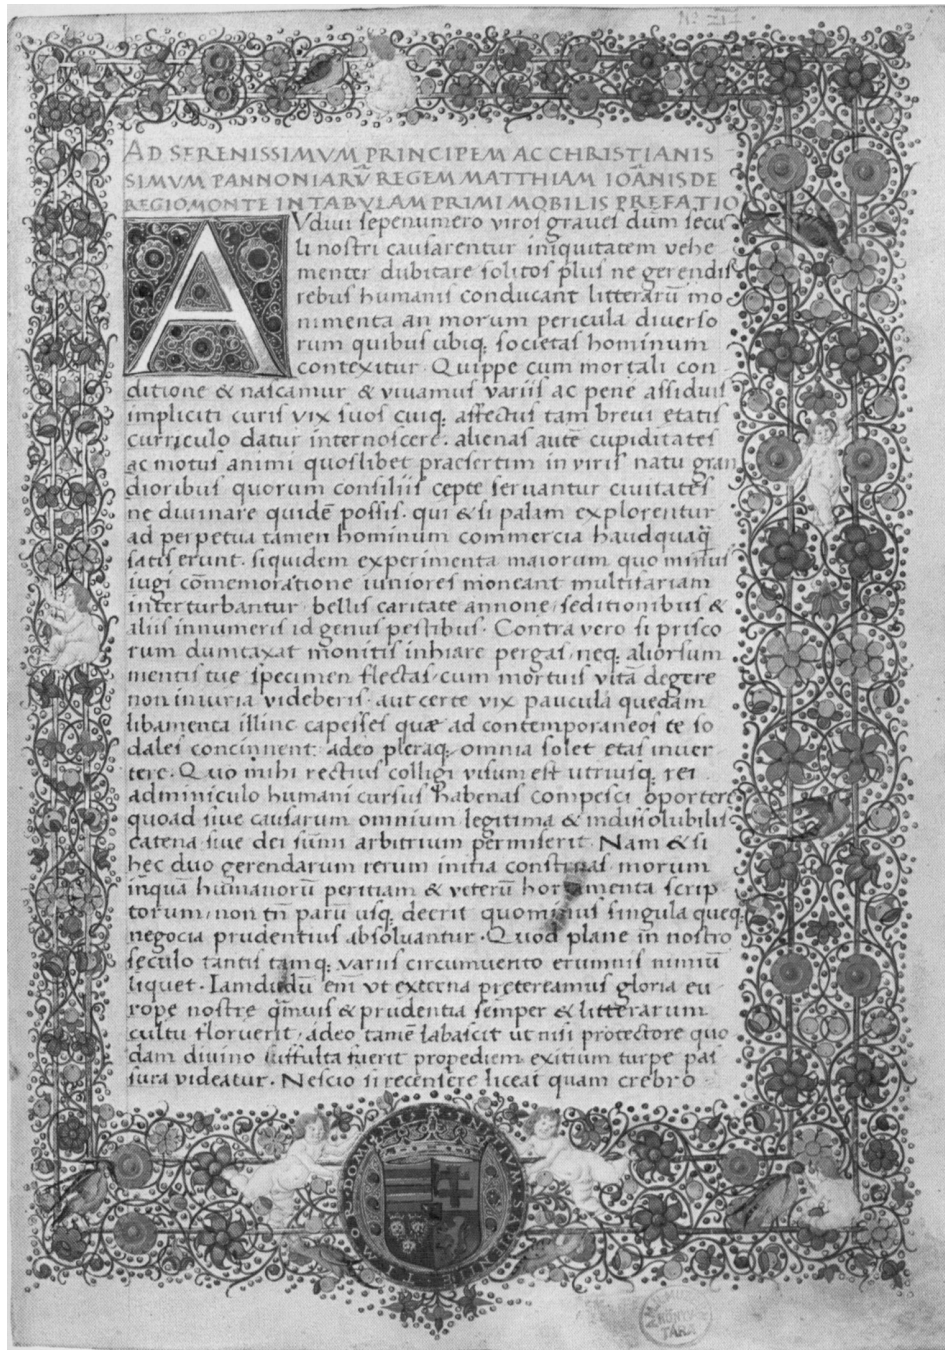 AD SERENISSIMVM PRINCIPEM AC CHRISTIANIS
SIMVM PANNONIARV̄ REGEM MATTHIAM IOĀNIS DE
REGIOMONTE IN TABVLAM PRIMI MOBILIS PREFATIO
AVdiui sepenumero viros graues dum secu
li nostri causarentur iniquitatem vehe
menter dubitare solitos plus ne gerendis
rebus humanis conducant litterarū mo
nimenta an morum pericula diverso
rum quibus ubiq; societas hominum
contexitur. Quippe cum mortali con
ditione & nascamur & viuamus variis ac pene assiduis
impliciti curis vix suos cuiq; affectus tam breui etatis
curriculo datur internoscere. alienas autē cupiditates
ac motus animi quoslibet praesertim in viris natu gran
dioribus quorum consiliis cepte seruantur ciuitates
ne diuinare quidē possis. qui & si palam explorentur
ad perpetua tamen hominum commercia haudquaq̄
satis erunt. siquidem experimenta maiorum quo minus
iugi cōmemoratione iuniores moneant multifariam
interturbantur. bellis caritate annone seditionibus &
aliis innumeris id genus pestibus. Contra vero si prisco
rum dumtaxat monitis inhiare pergas neq; aliorsum
mentis tue specimen flectas cum mortuis vitā degere
non iniuria videberis. aut certe vix paucula quedam
libamenta illinc capesses quæ ad contemporaneos te so
dales concinnent. adeo pleraq; omnia solet etas inuer
tere. Quo mihi rectius colligi visum est utriusq; rei
adminiculo humani cursus habenas compesci oportere
quoad siue causarum omnium legitima & indissolubilis
catena siue dei sūmi arbitrium permiserit. Nam & si
hec duo gerendarum rerum initia constituas morum
inqua humanorū peritiam & veterū hortamenta scrip
torum non tn̄ parū usq; deerit quominus singula queq;
negocia prudentius absoluantur. Quod plane in nostro
seculo tantis tamq; variis circumuento erumnis nimiū
liquet. Iamdudū eni vt externa pretereamus gloria eu
rope nostre q̄muis & prudentia semper & litterarum
cultu floruerit. adeo tamē labascit ut nisi protectore quo
dam diuino suffulta fuerit propediem exitium turpe pas
sura videatur. Nescio si recensere liceat quam crebro